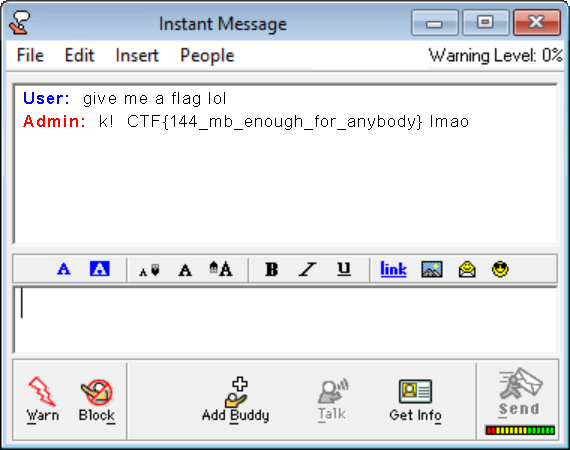 Instant Message
File Edit Insert People Warning Level: 0%
User: give me a flag lol
Admin: k! CTF{144_mb_enough_for_anybody} lmao
A A A A A B I U link
Warn Block Add Buddy Talk Get Info Send